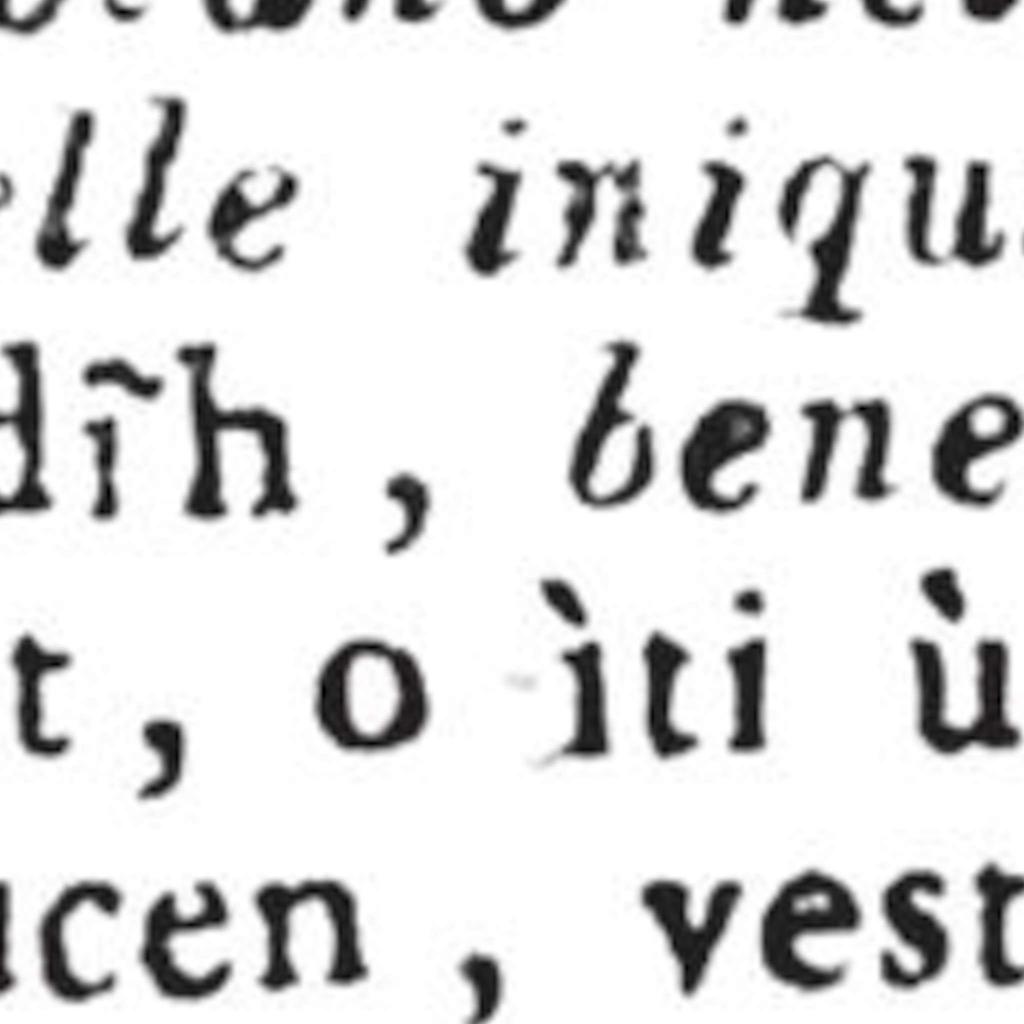 elle iniqu
dĩh, bene
t, o ìti ù
ucen, vest